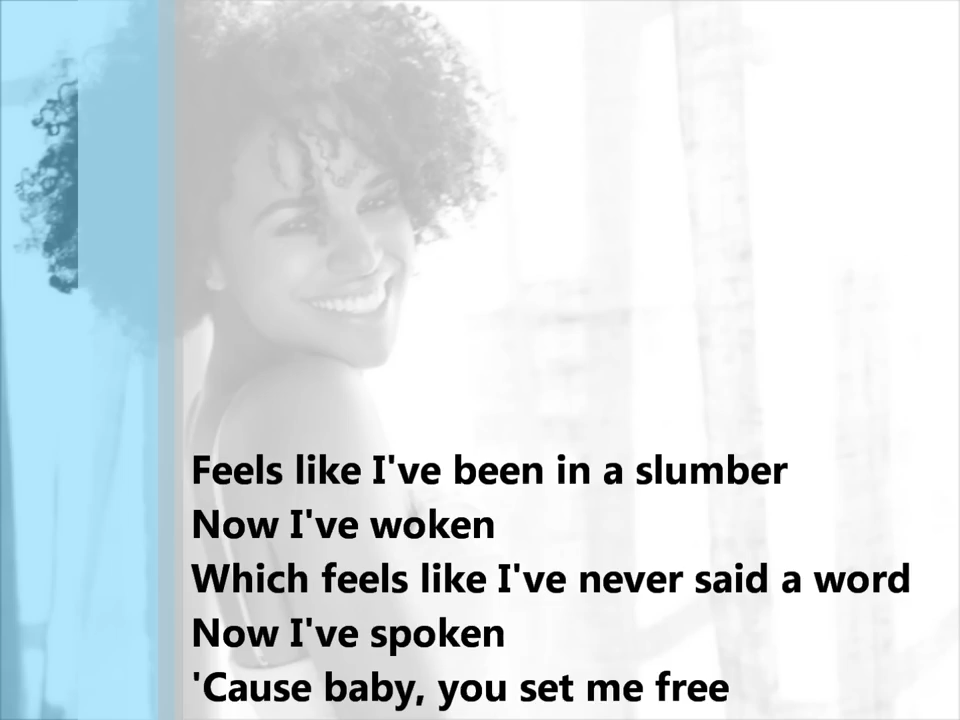 Feels like I've been in a slumber
Now I've woken
Which feels like I've never said a word
Now I've spoken
'Cause baby, you set me free